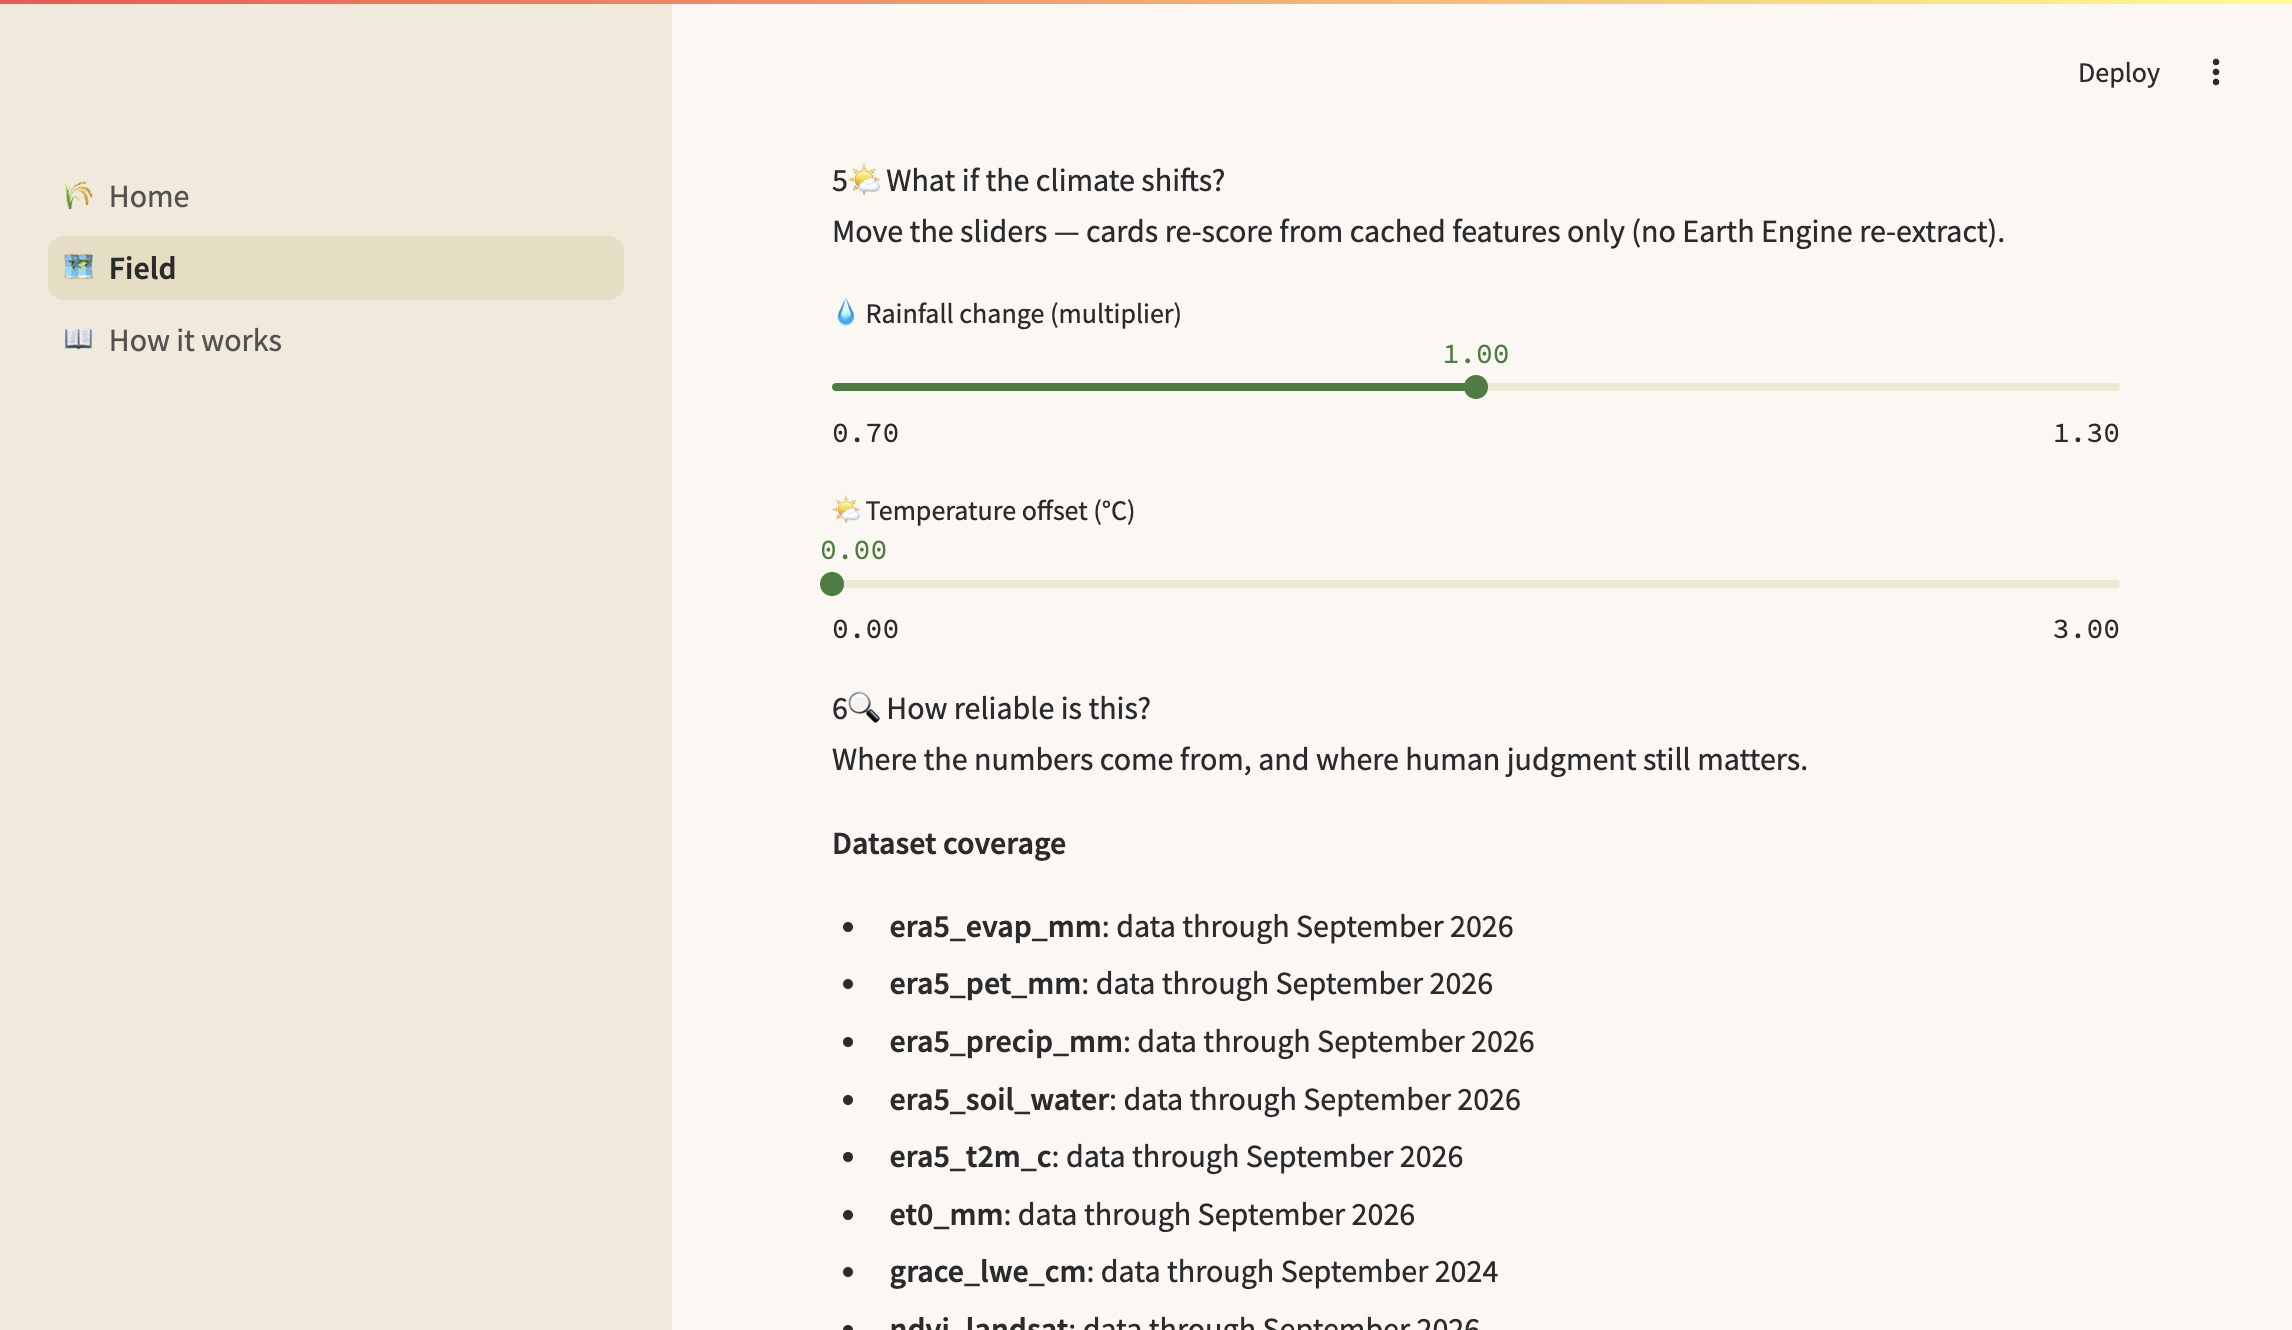 Deploy
Home
Field
How it works
5🌤️ What if the climate shifts?
Move the sliders — cards re-score from cached features only (no Earth Engine re-extract).
💧 Rainfall change (multiplier)
1.00
0.70 1.30
🌤️ Temperature offset (°C)
0.00
0.00 3.00
6🔍 How reliable is this?
Where the numbers come from, and where human judgment still matters.
Dataset coverage
• era5_evap_mm: data through September 2026
• era5_pet_mm: data through September 2026
• era5_precip_mm: data through September 2026
• era5_soil_water: data through September 2026
• era5_t2m_c: data through September 2026
• et0_mm: data through September 2026
• grace_lwe_cm: data through September 2024
• ndvi_landsat: data through September 2026